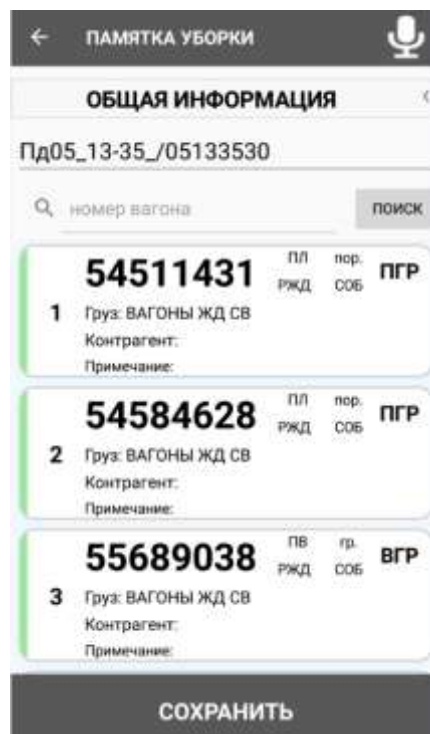 ПАМЯТКА УБОРКИ
ОБЩАЯ ИНФОРМАЦИЯ
Пд05_13-35_/05133530
номер вагона ПОИСК
54511431 ПЛ пор. ПГР
РЖД СОБ
1 Груз: ВАГОНЫ ЖД СВ
Контрагент:
Примечание:
54584628 ПЛ пор. ПГР
РЖД СОБ
2 Груз: ВАГОНЫ ЖД СВ
Контрагент:
Примечание:
55689038 ПВ гр. ВГР
РЖД СОБ
3 Груз: ВАГОНЫ ЖД СВ
Контрагент:
Примечание:
СОХРАНИТЬ